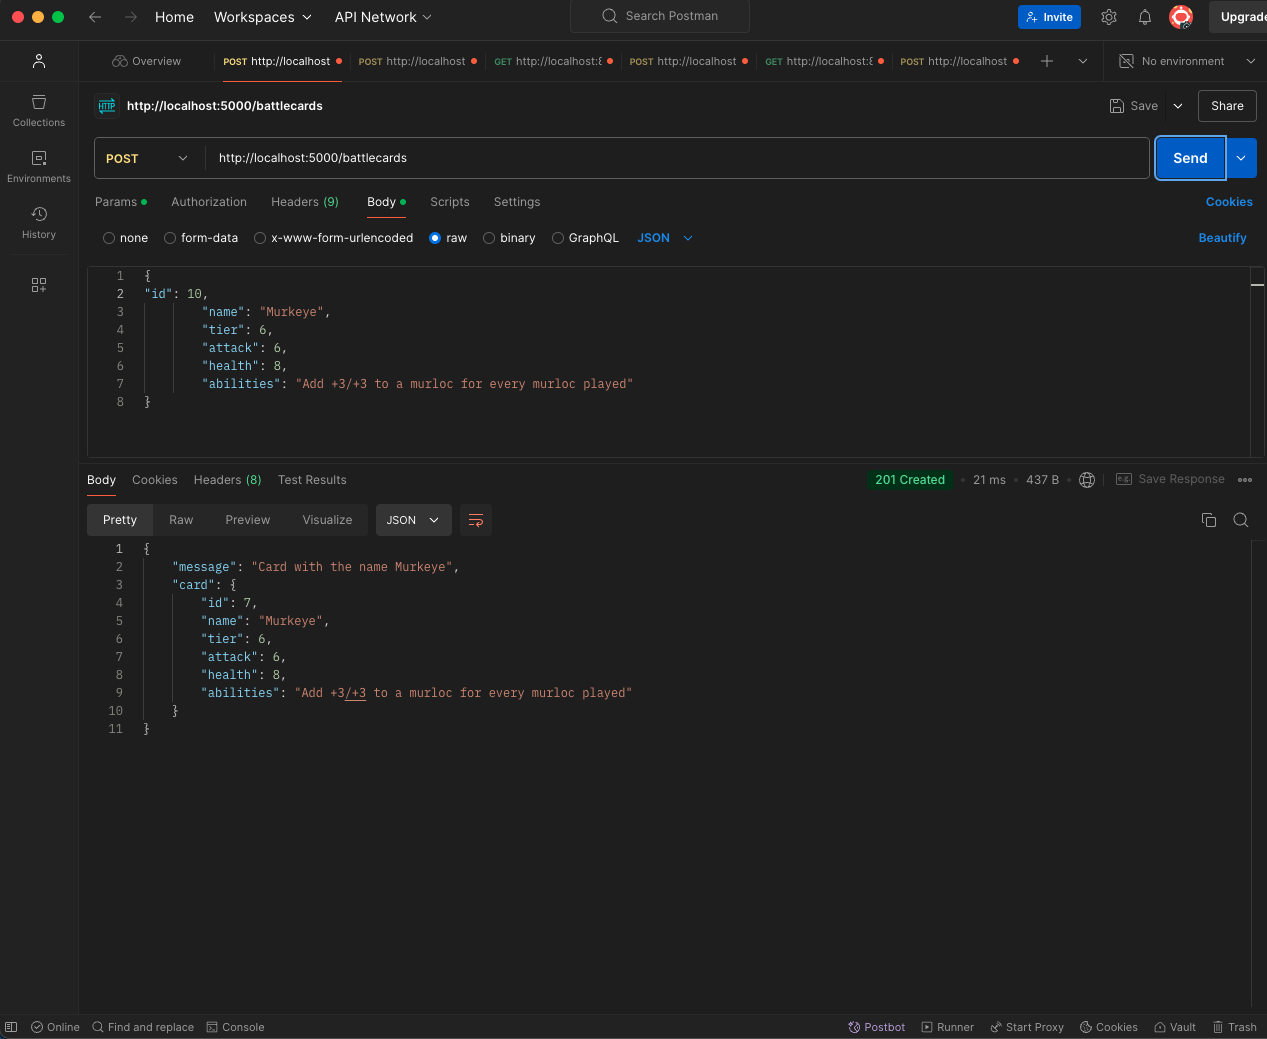 Home Workspaces API Network Search Postman Invite Upgrade
Overview POST http://localhost POST http://localhost GET http://localhost:8 POST http://localhost GET http://localhost:8 POST http://localhost No environment
HTTP http://localhost:5000/battlecards Save Share
Collections
Environments
History
POST http://localhost:5000/battlecards Send
Params Authorization Headers (9) Body Scripts Settings Cookies
none form-data x-www-form-urlencoded raw binary GraphQL JSON Beautify
1 {
2 "id": 10,
3 "name": "Murkeye",
4 "tier": 6,
5 "attack": 6,
6 "health": 8,
7 "abilities": "Add +3/+3 to a murloc for every murloc played"
8 }
Body Cookies Headers (8) Test Results 201 Created 21 ms 437 B e.g. Save Response
Pretty Raw Preview Visualize JSON
1 {
2 "message": "Card with the name Murkeye",
3 "card": {
4 "id": 7,
5 "name": "Murkeye",
6 "tier": 6,
7 "attack": 6,
8 "health": 8,
9 "abilities": "Add +3/+3 to a murloc for every murloc played"
10 }
11 }
Online Find and replace Console Postbot Runner Start Proxy Cookies Vault Trash